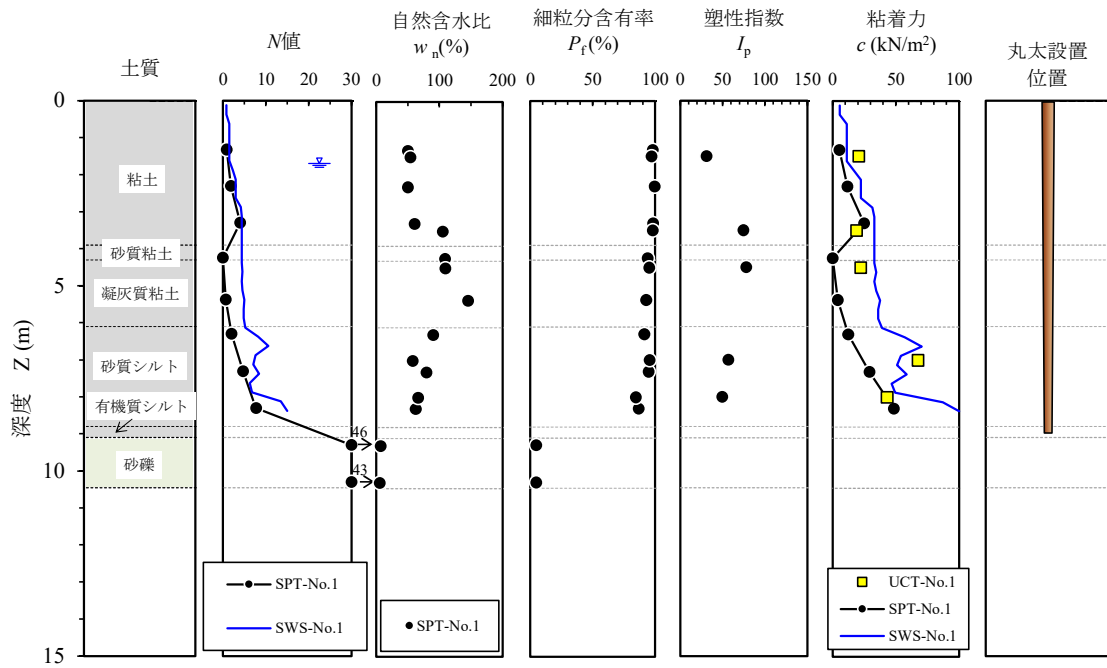 土質
N値
0 10 20 30
自然含水比
wn(%)
0 100 200
細粒分含有率
Pf(%)
0 50 100
塑性指数
Ip
0 50 100 150
粘着力
c (kN/m²)
0 50 100
丸太設置
位置
深度 Z (m)
0
5
10
15
粘土
砂質粘土
凝灰質粘土
砂質シルト
有機質シルト
砂礫
46
43
SPT-No.1
SWS-No.1
SPT-No.1
UCT-No.1
SPT-No.1
SWS-No.1